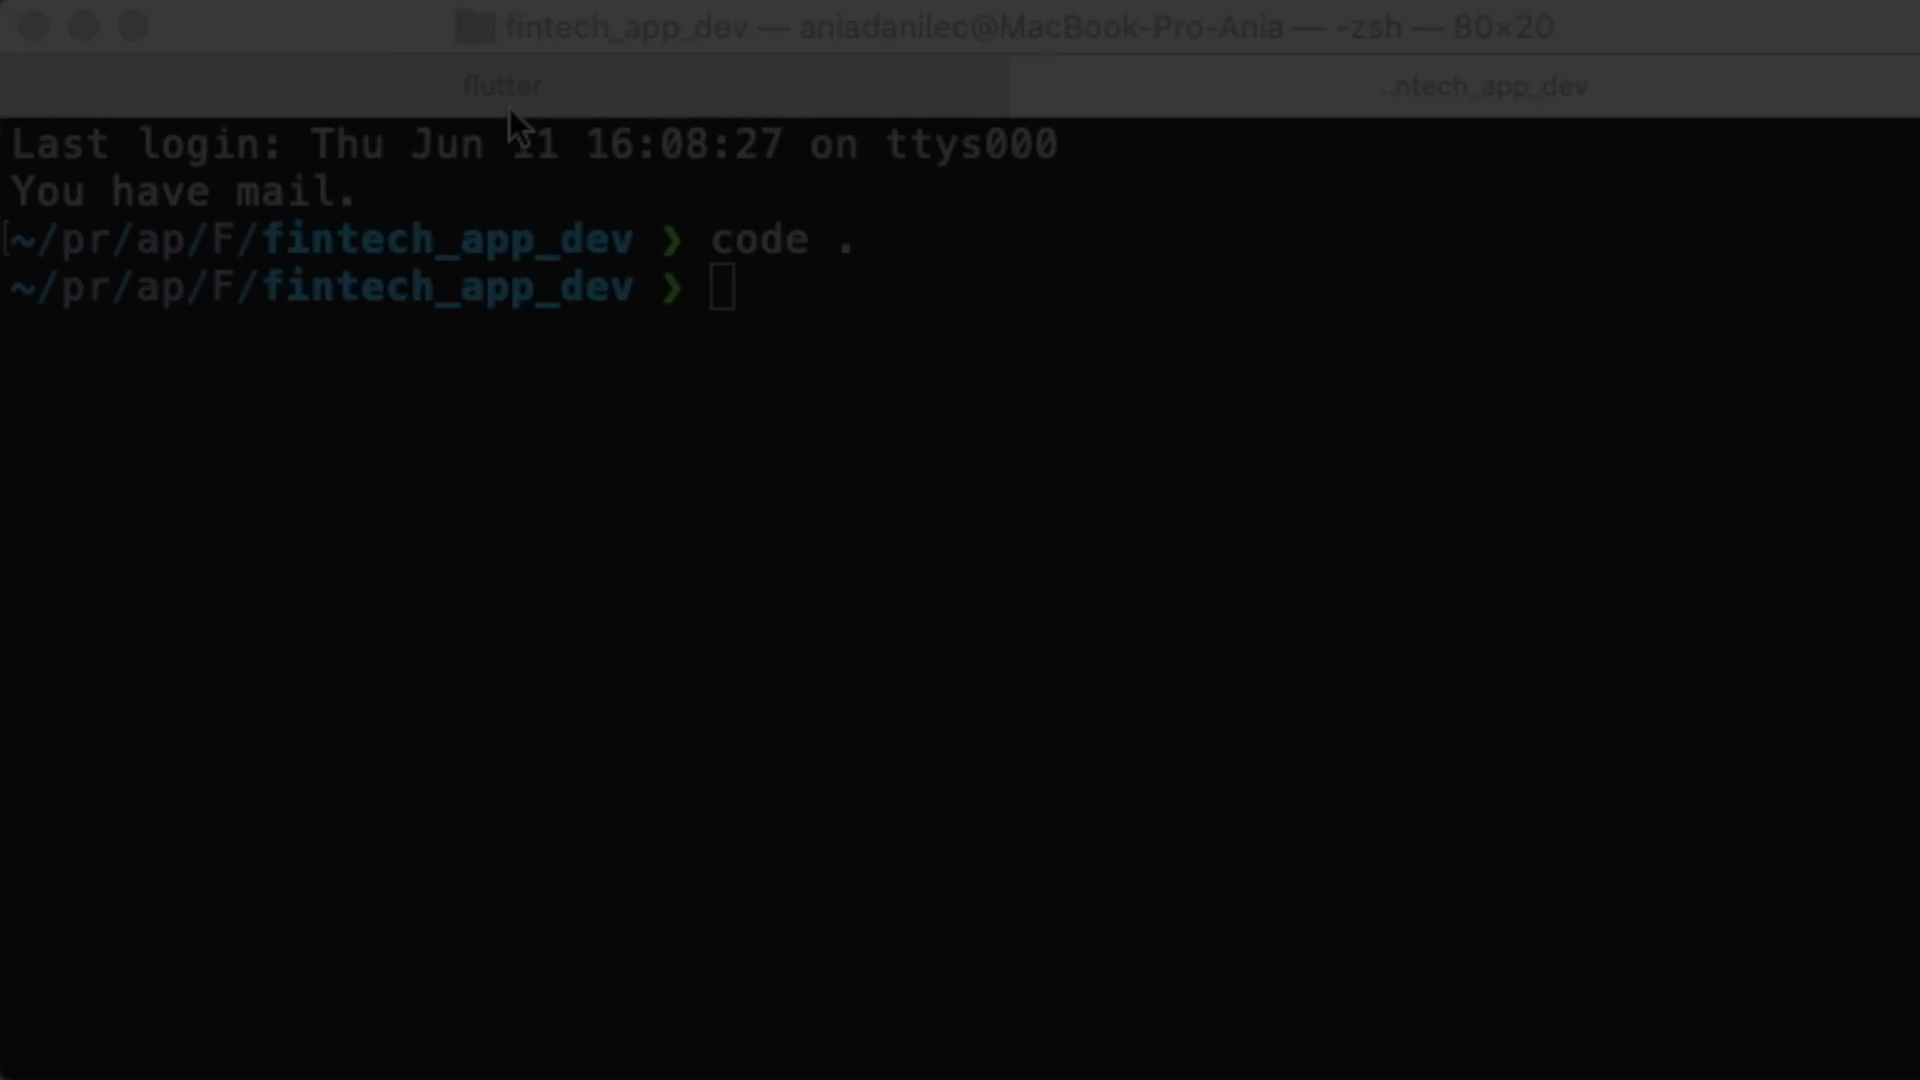 fintech_app_dev — aniadanilec@MacBook-Pro-Ania — -zsh — 80×20
flutter
..ntech_app_dev
Last login: Thu Jun 11 16:08:27 on ttys000
You have mail.
~/pr/ap/F/fintech_app_dev ❯ code .
~/pr/ap/F/fintech_app_dev ❯